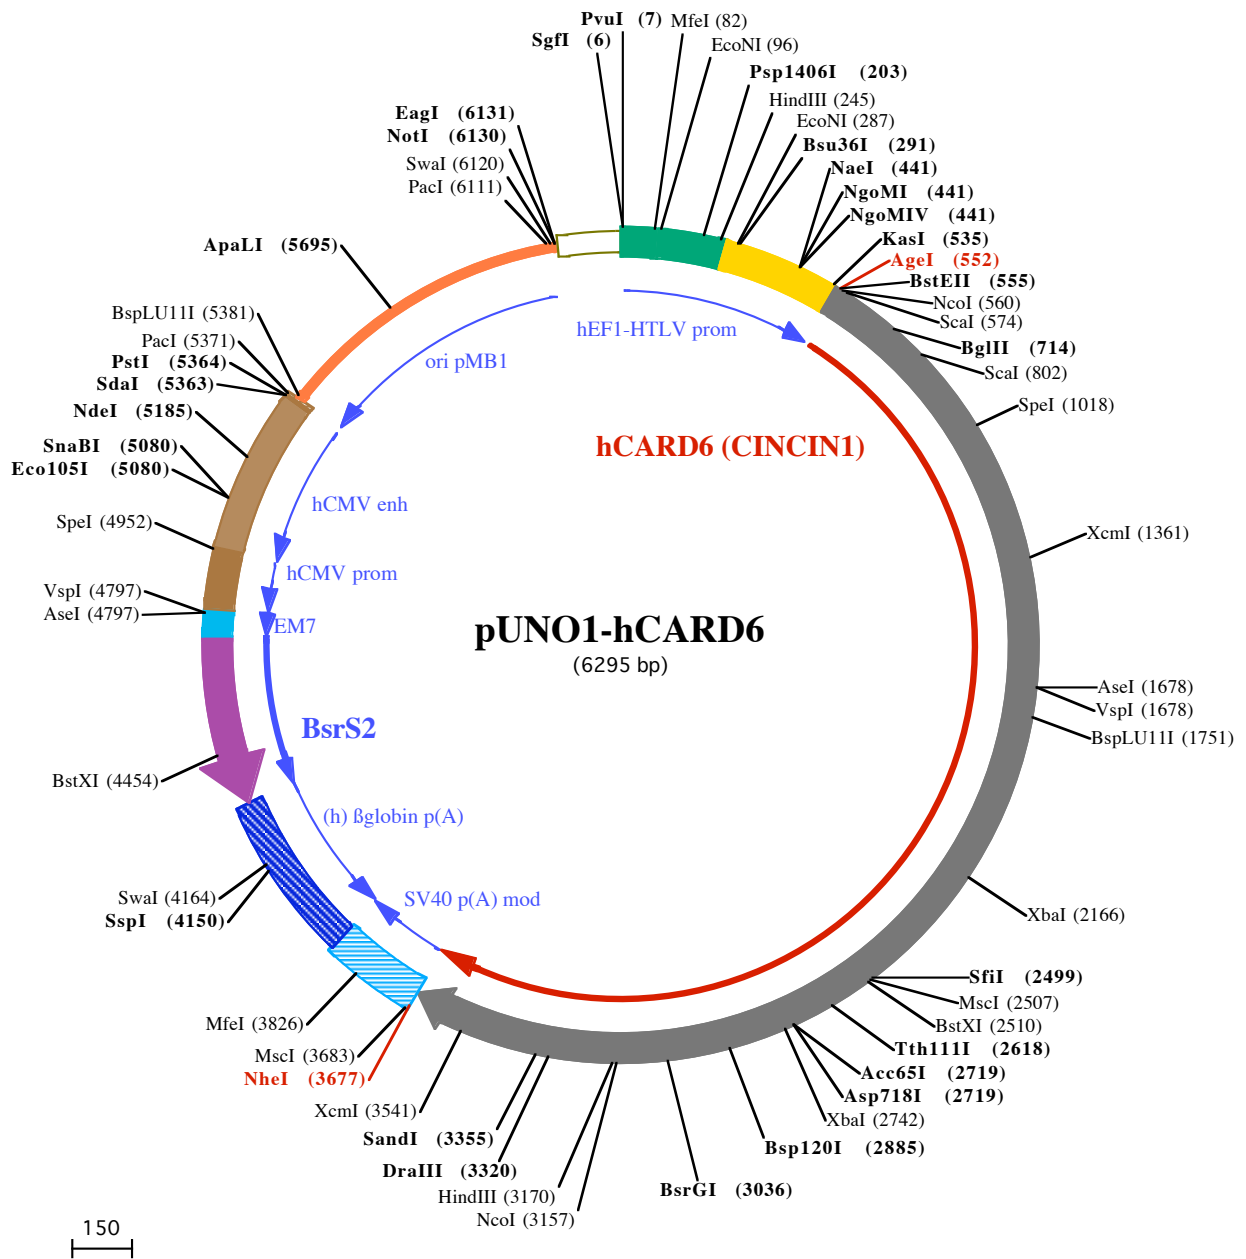 PvuI (7)
SgfI (6)
MfeI (82)
EcoNI (96)
Psp1406I (203)
HindIII (245)
EcoNI (287)
Bsu36I (291)
NaeI (441)
NgoMI (441)
NgoMIV (441)
KasI (535)
AgeI (552)
BstEII (555)
NcoI (560)
ScaI (574)
BglII (714)
ScaI (802)
SpeI (1018)
XcmI (1361)
AseI (1678)
VspI (1678)
BspLU11I (1751)
XbaI (2166)
SfiI (2499)
MscI (2507)
BstXI (2510)
Tth111I (2618)
Acc65I (2719)
Asp718I (2719)
XbaI (2742)
Bsp120I (2885)
BsrGI (3036)
NcoI (3157)
HindIII (3170)
DraIII (3320)
SandI (3355)
XcmI (3541)
NheI (3677)
MscI (3683)
MfeI (3826)
SspI (4150)
SwaI (4164)
BstXI (4454)
AseI (4797)
VspI (4797)
SpeI (4952)
Eco105I (5080)
SnaBI (5080)
NdeI (5185)
SdaI (5363)
PstI (5364)
PacI (5371)
BspLU11I (5381)
ApaLI (5695)
PacI (6111)
SwaI (6120)
NotI (6130)
EagI (6131)
hEF1-HTLV prom
ori pMB1
hCARD6 (CINCIN1)
hCMV enh
hCMV prom
EM7
pUNO1-hCARD6
(6295 bp)
BsrS2
(h) ßglobin p(A)
SV40 p(A) mod
150